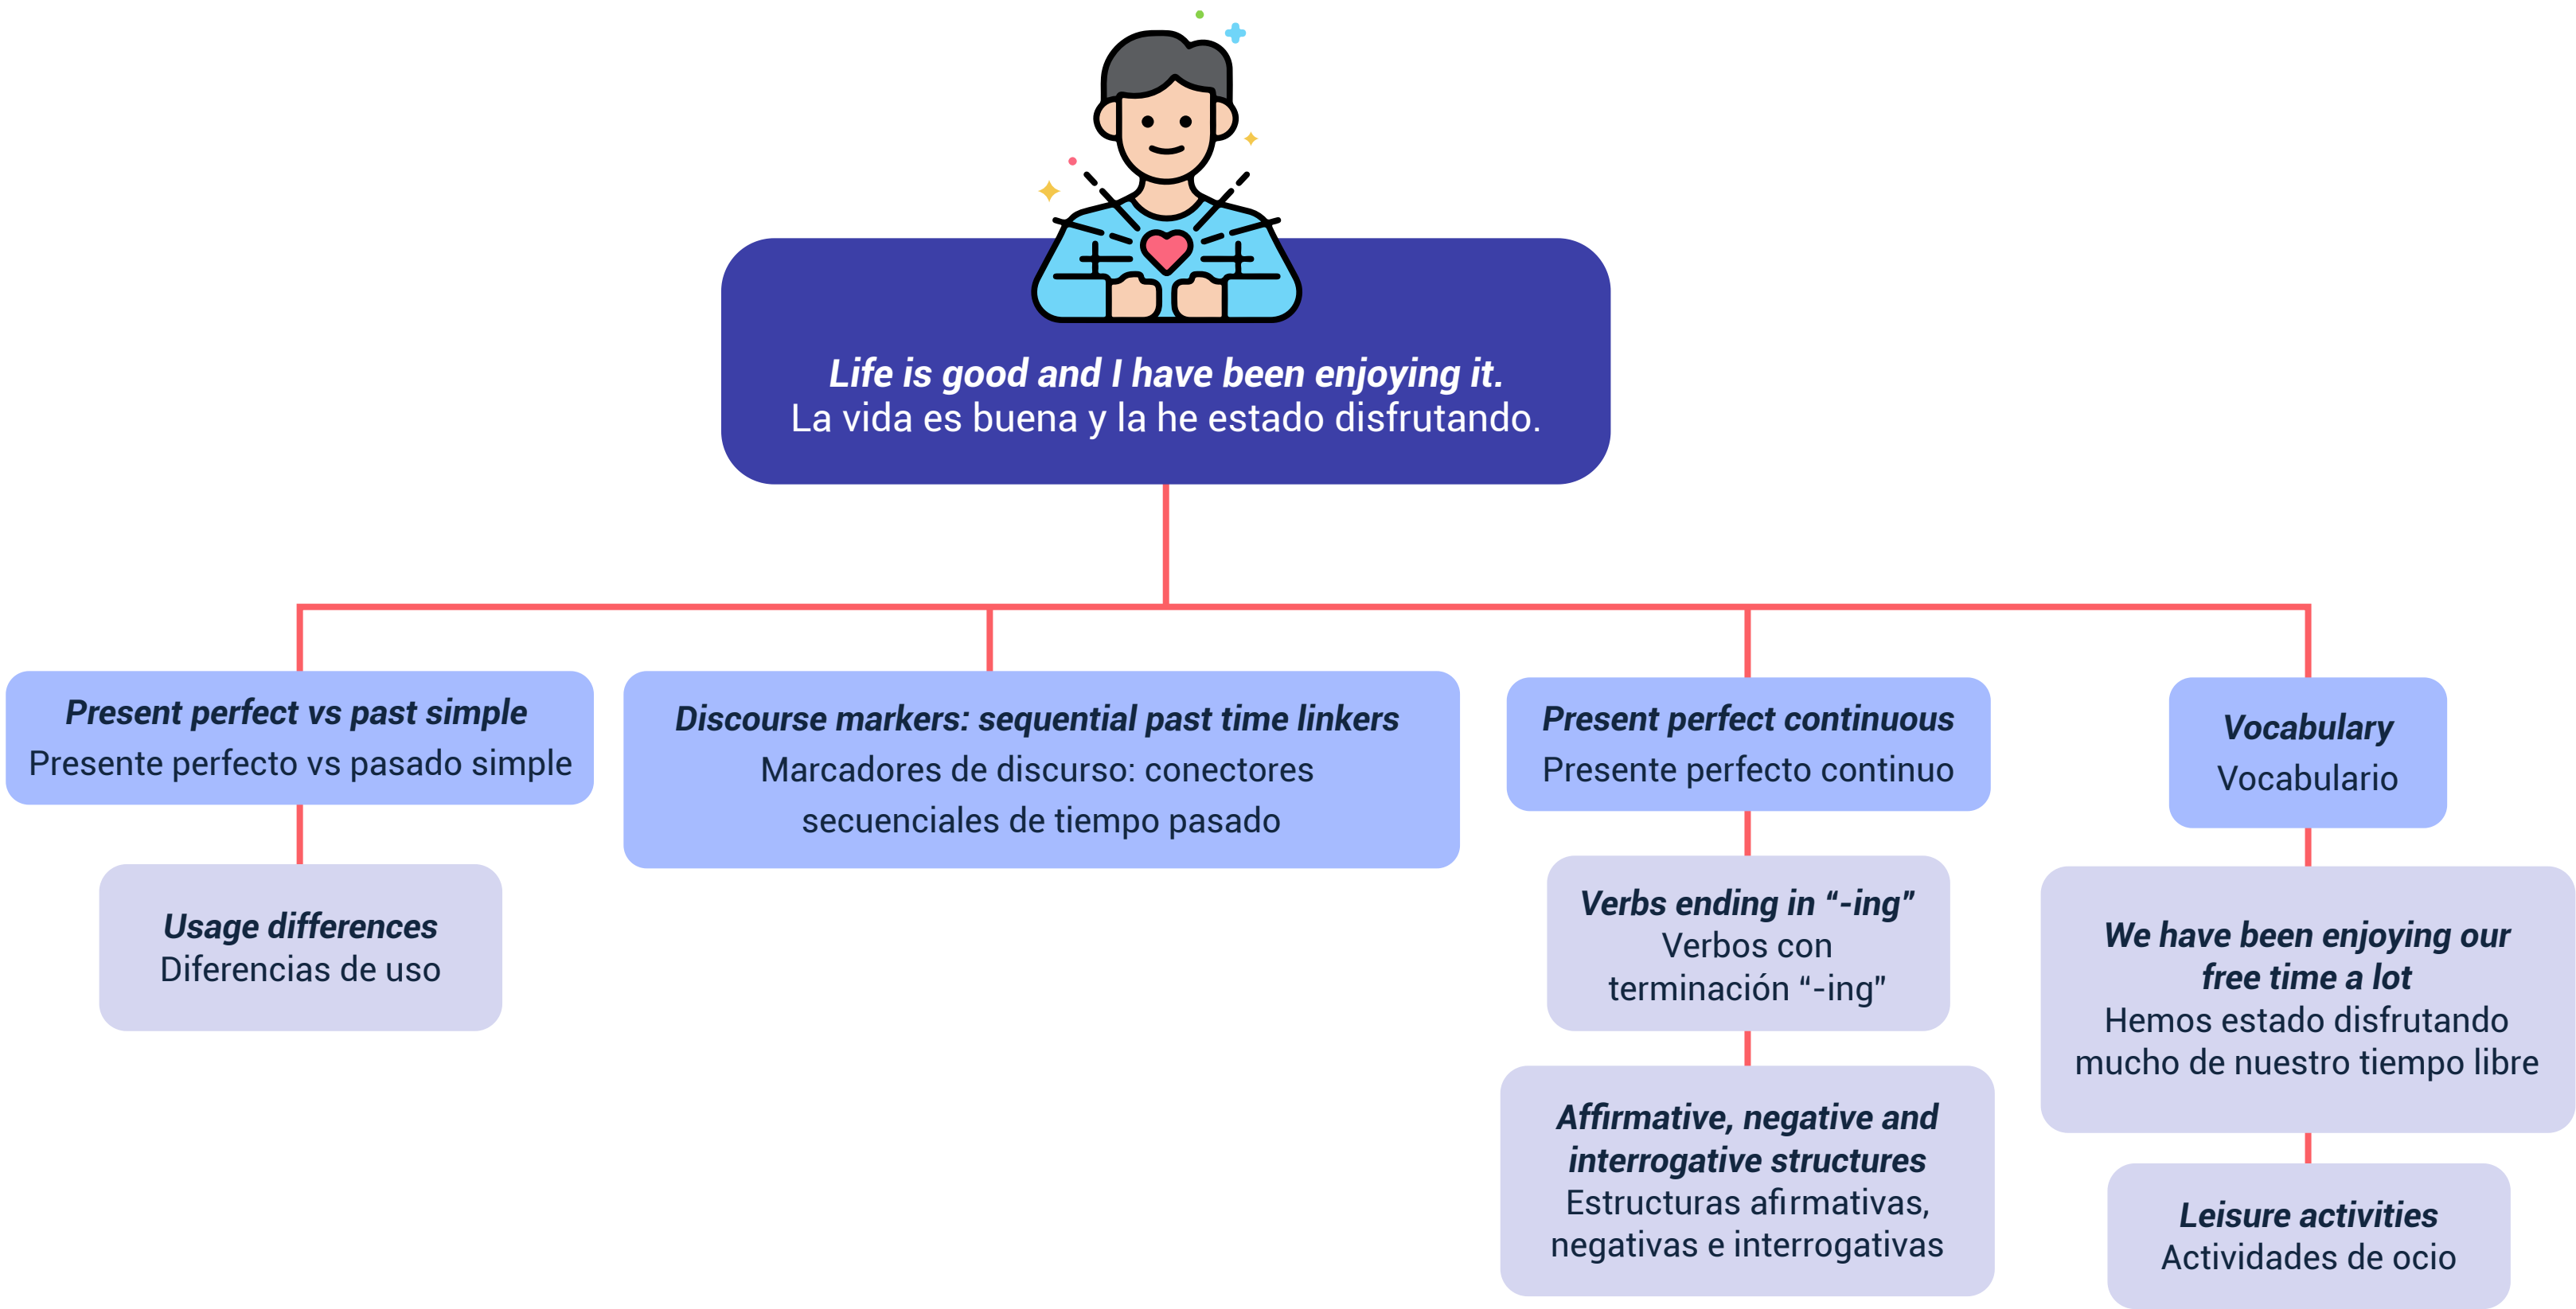 Life is good and I have been enjoying it.
La vida es buena y la he estado disfrutando.
Present perfect vs past simple
Presente perfecto vs pasado simple
Usage differences
Diferencias de uso
Discourse markers: sequential past time linkers
Marcadores de discurso: conectores
secuenciales de tiempo pasado
Present perfect continuous
Presente perfecto continuo
Verbs ending in “-ing”
Verbos con
terminación “-ing”
Affirmative, negative and
interrogative structures
Estructuras afirmativas,
negativas e interrogativas
Vocabulary
Vocabulario
We have been enjoying our
free time a lot
Hemos estado disfrutando
mucho de nuestro tiempo libre
Leisure activities
Actividades de ocio